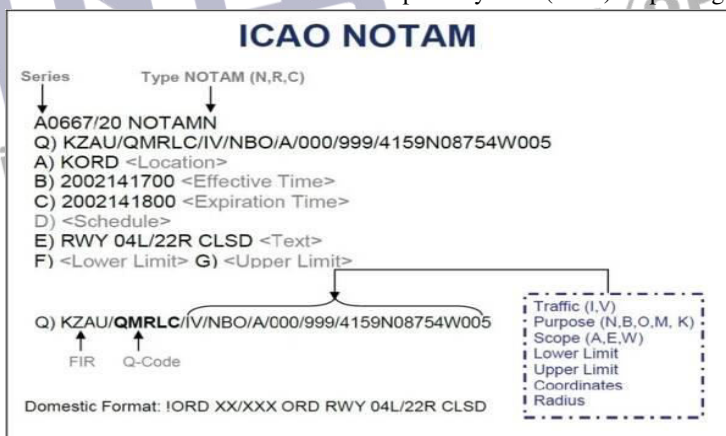 ICAO NOTAM
Series Type NOTAM (N,R,C)
A0667/20 NOTAMN
Q) KZAU/QMRLC/IV/NBO/A/000/999/4159N08754W005
A) KORD <Location>
B) 2002141700 <Effective Time>
C) 2002141800 <Expiration Time>
D) <Schedule>
E) RWY 04L/22R CLSD <Text>
F) <Lower Limit> G) <Upper Limit>
Q) KZAU/QMRLC/IV/NBO/A/000/999/4159N08754W005
FIR Q-Code
Traffic (I,V)
Purpose (N,B,O,M, K)
Scope (A,E,W)
Lower Limit
Upper Limit
Coordinates
Radius
Domestic Format: !ORD XX/XXX ORD RWY 04L/22R CLSD